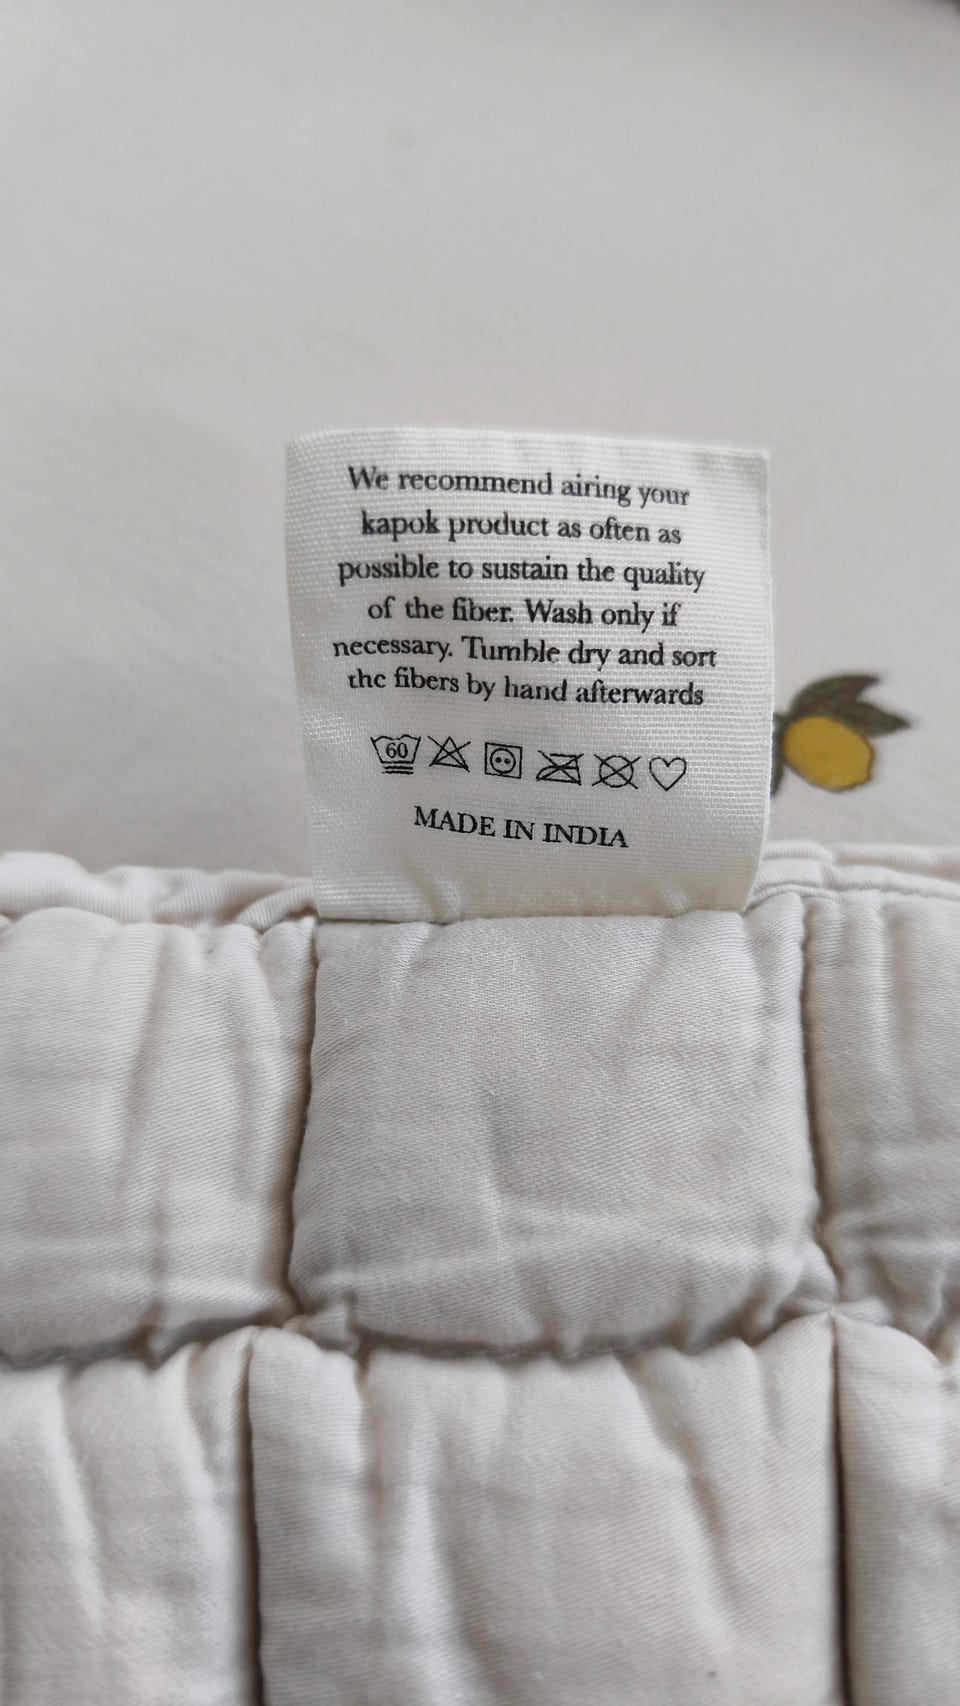 We recommend airing your
kapok product as often as
possible to sustain the quality
of the fiber. Wash only if
necessary. Tumble dry and sort
the fibers by hand afterwards
60
MADE IN INDIA